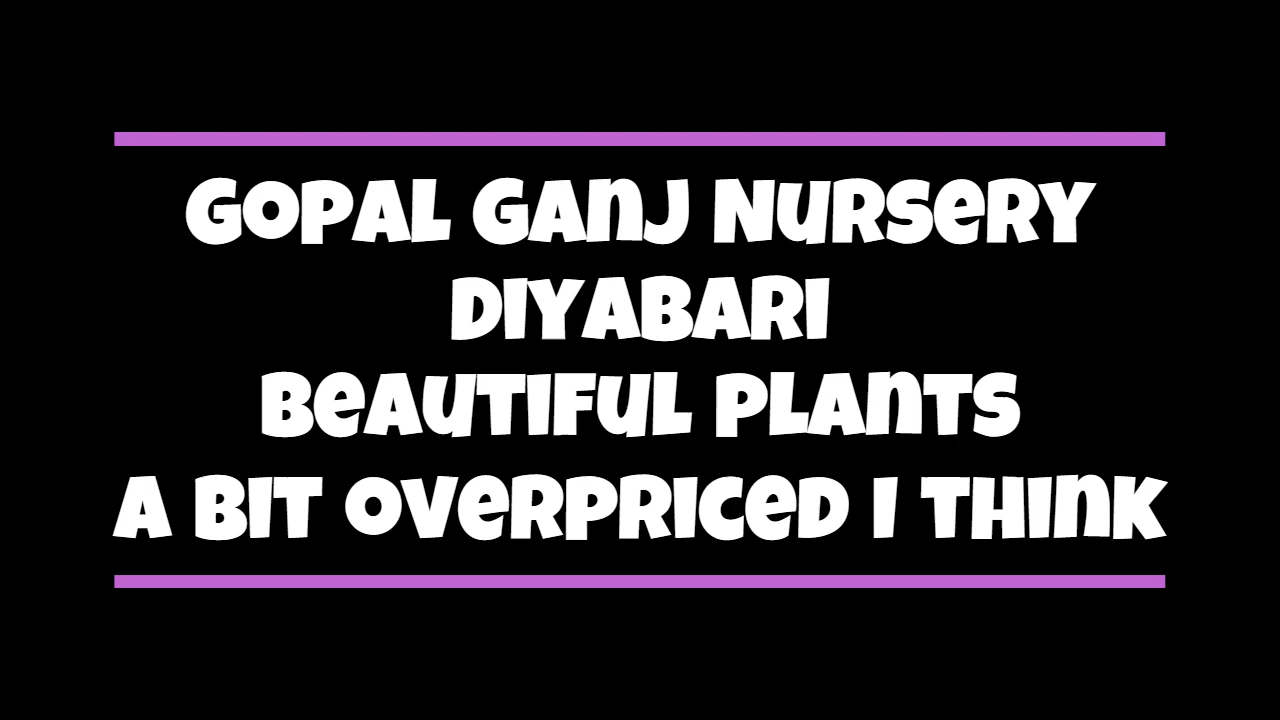 Gopal Ganj Nursery
Diyabari
Beautiful Plants
A Bit Overpriced I Think